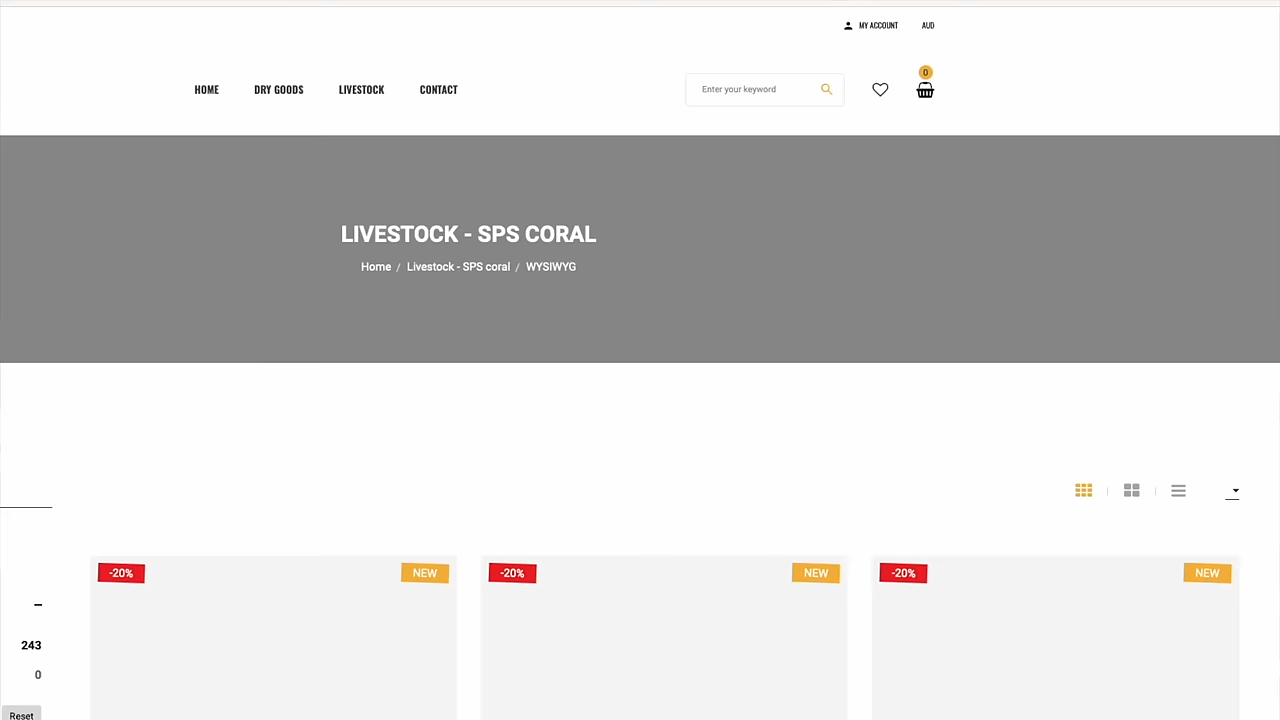 MY ACCOUNT AUD
0
HOME DRY GOODS LIVESTOCK CONTACT Enter your keyword
LIVESTOCK - SPS CORAL
Home / Livestock - SPS coral / WYSIWYG
-20% NEW -20% NEW -20% NEW
243
0
Reset